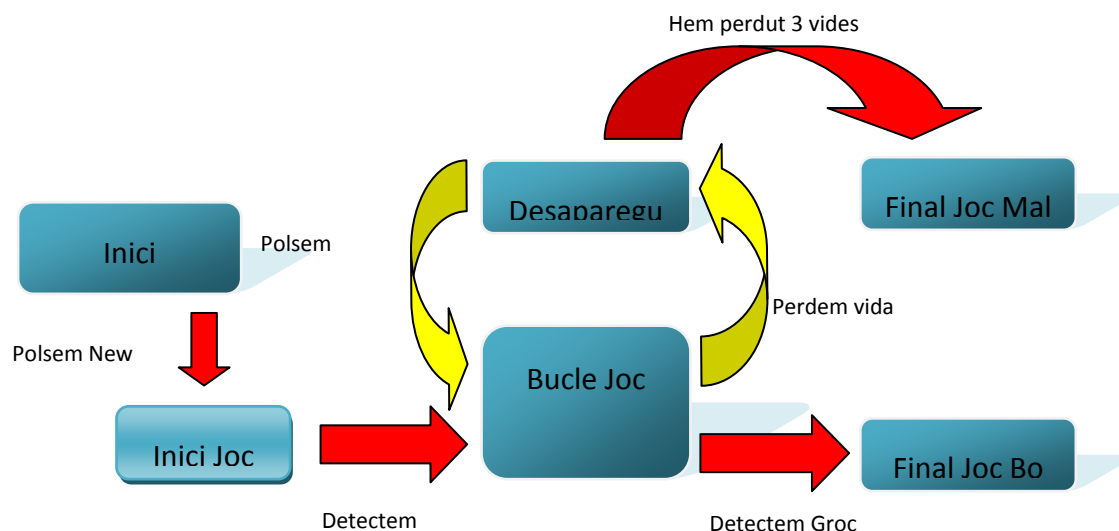 Hem perdut 3 vides
Desaparegu
Final Joc Mal
Inici
Polsem
Perdem vida
Polsem New
Bucle Joc
Inici Joc
Final Joc Bo
Detectem
Detectem Groc